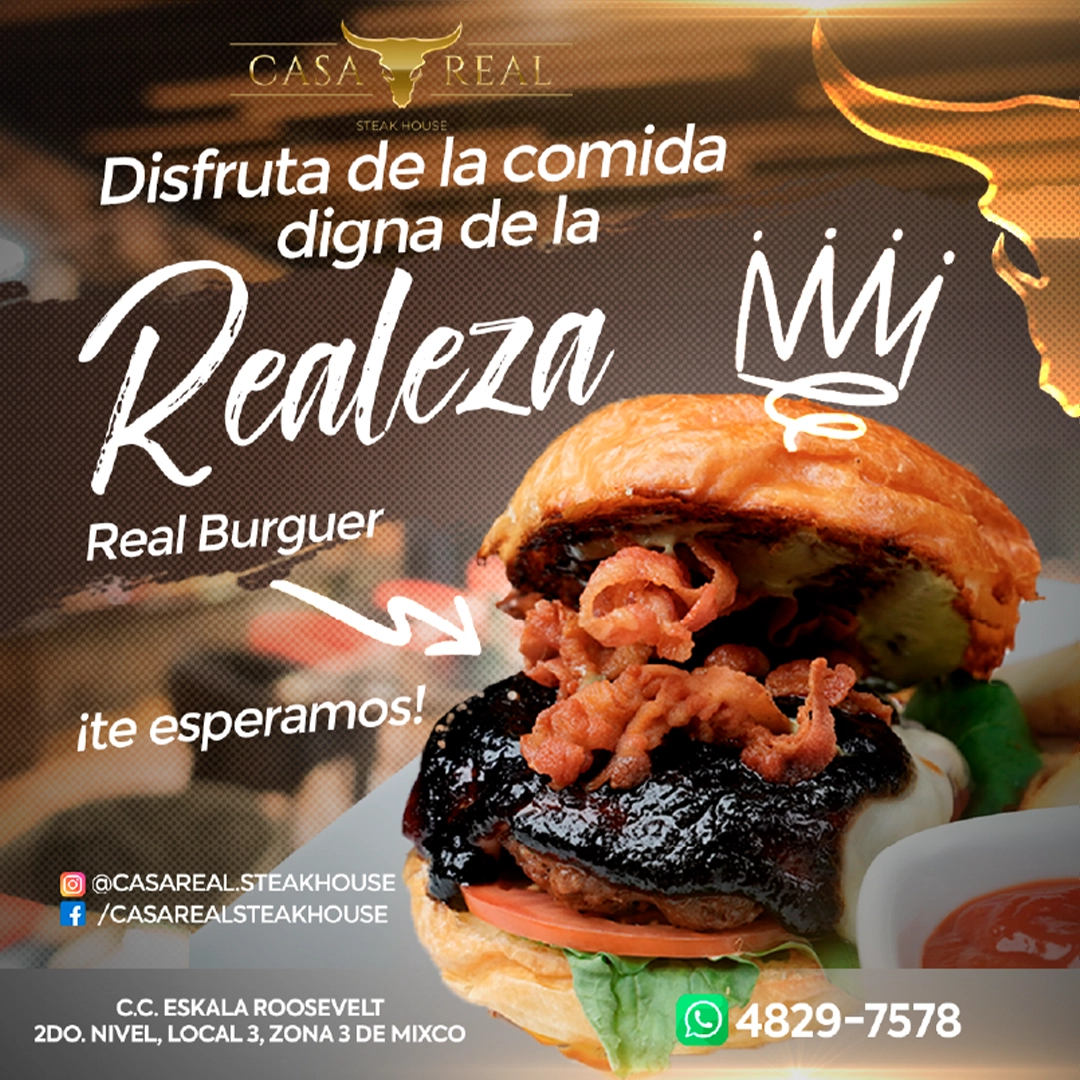 CASA REAL
STEAK HOUSE
Disfruta de la comida
digna de la
Realeza
Real Burguer
¡te esperamos!
@CASAREAL.STEAKHOUSE
/CASAREALSTEAKHOUSE
C.C. ESKALA ROOSEVELT
2DO. NIVEL, LOCAL 3, ZONA 3 DE MIXCO
4829-7578